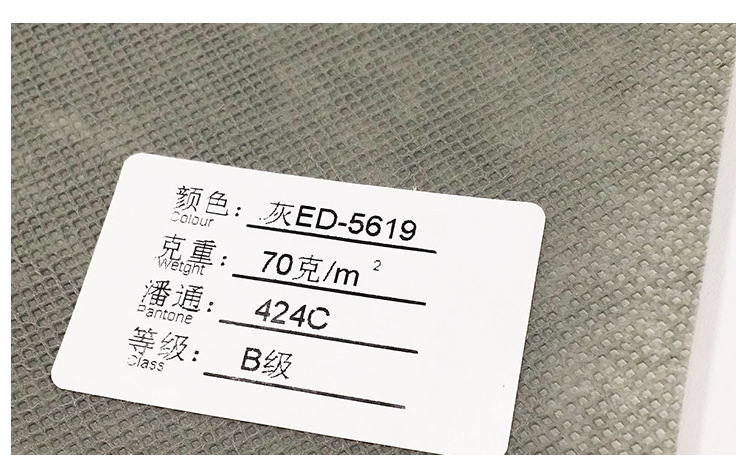 颜色：灰ED-5619
Colour
克重：70克/m²
Wetght
潘通：424C
Pantone
等级：B级
Class